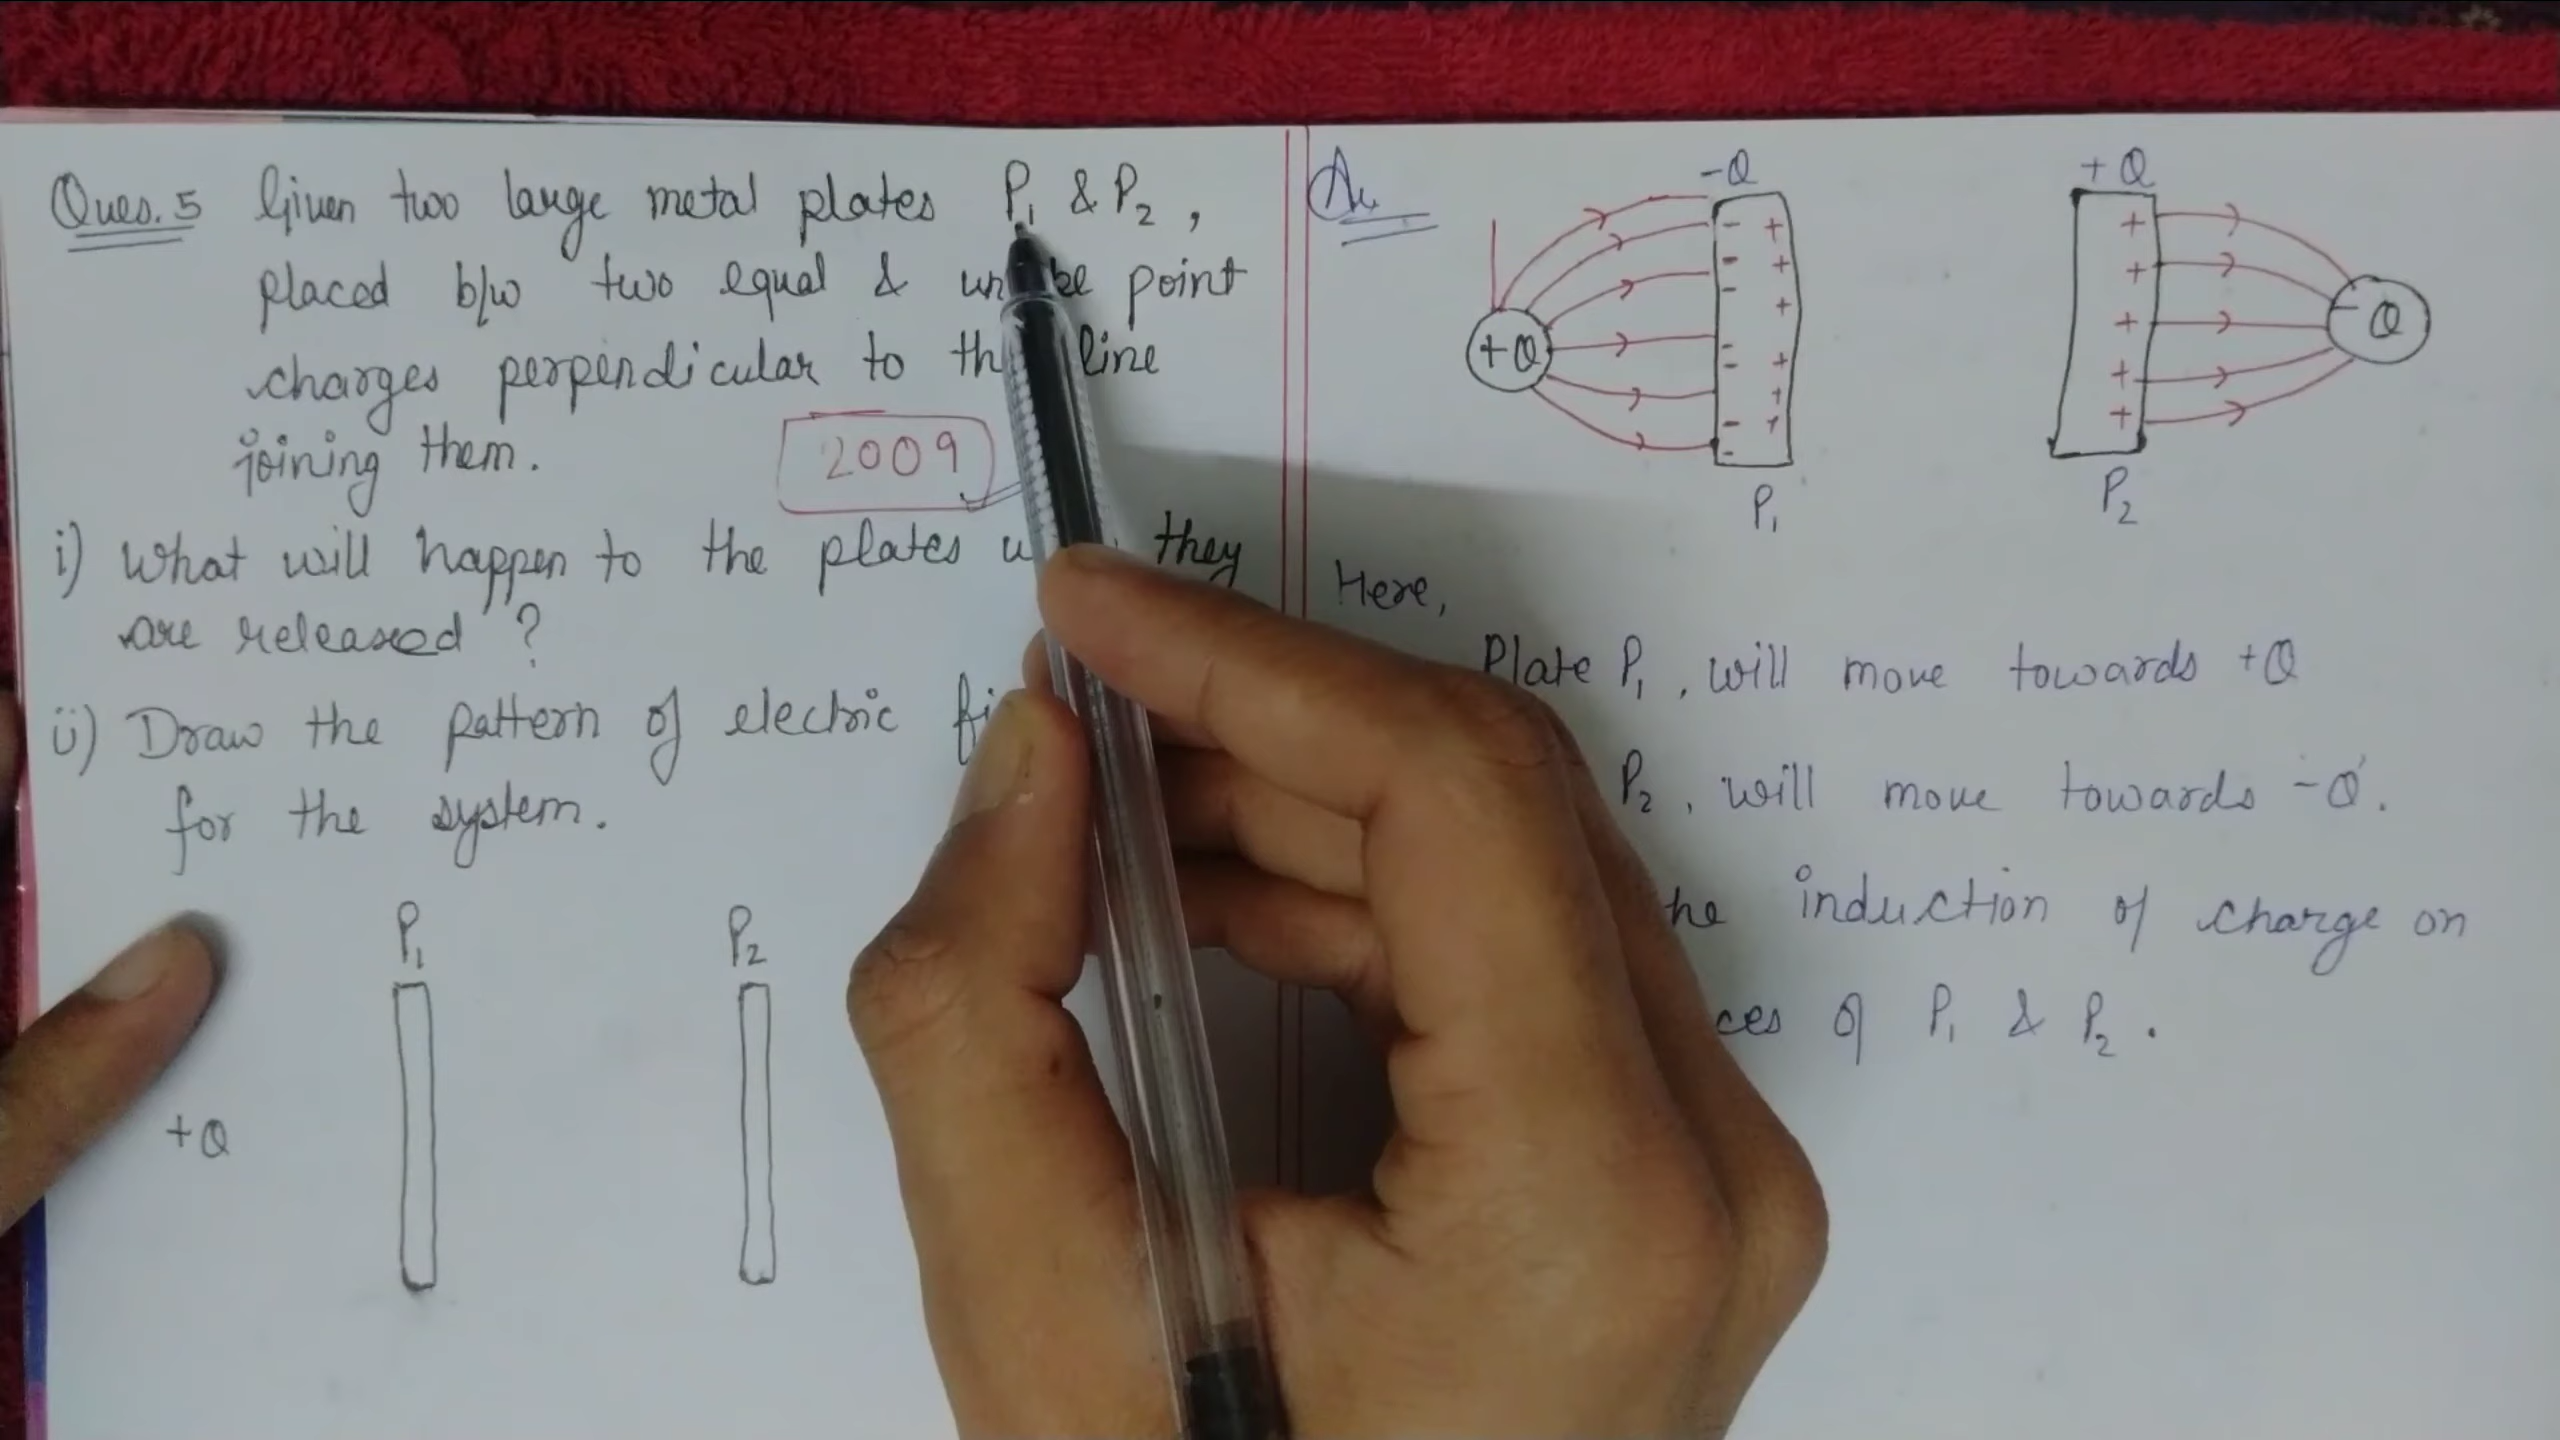 Ques. 5 Given two large metal plates P₁ & P₂,
placed b/w two equal & point
charges perpendicular to line
joining them.
2009
i) What will happen to the plates they
are released ?
ii) Draw the pattern of electric
for the system.
P₁ P₂
+Q
-Q +Q
- + +
- + +
- + +
- + +
- + +
- +
-
+Q -Q
P₁ P₂
Here,
Plate P₁, will move towards +Q
P₂, will move towards -Q.
induction of charge on
of P₁ & P₂.